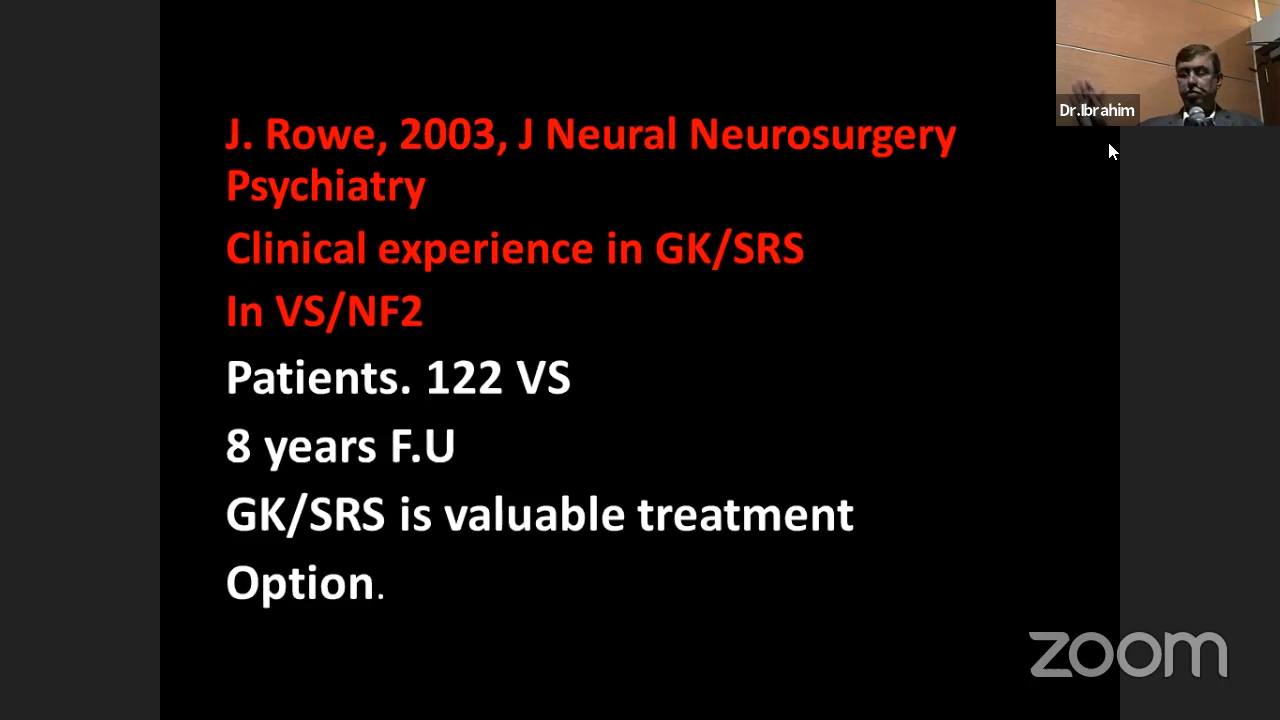 Dr.Ibrahim
J. Rowe, 2003, J Neural Neurosurgery
Psychiatry
Clinical experience in GK/SRS
In VS/NF2
Patients. 122 VS
8 years F.U
GK/SRS is valuable treatment
Option.
zoom